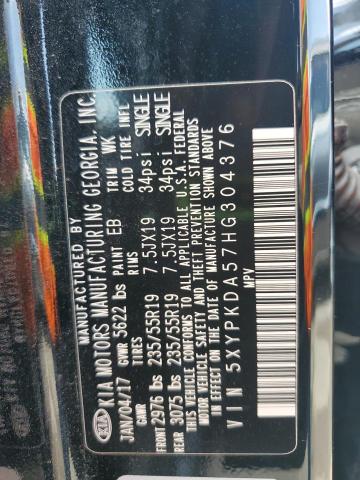 MANUFACTURED BY
KIA KIA MOTORS MANUFACTURING GEORGIA, INC.
JAN/04/17 PAINT EB TRIM WK
GVWR 5622 lbs
GAWR TIRES RIMS COLD TIRE INFL
FRONT 2976 lbs 235/55R19 7.5JX19 34psi SINGLE
REAR 3075 lbs 235/55R19 7.5JX19 34psi SINGLE
THIS VEHICLE CONFORMS TO ALL APPLICABLE U.S.A. FEDERAL
MOTOR VEHICLE SAFETY AND BUMPER STANDARDS
IN EFFECT ON THE DATE OF MANUFACTURE SHOWN ABOVE
VIN 5XYPKDA57HG304376
MPV